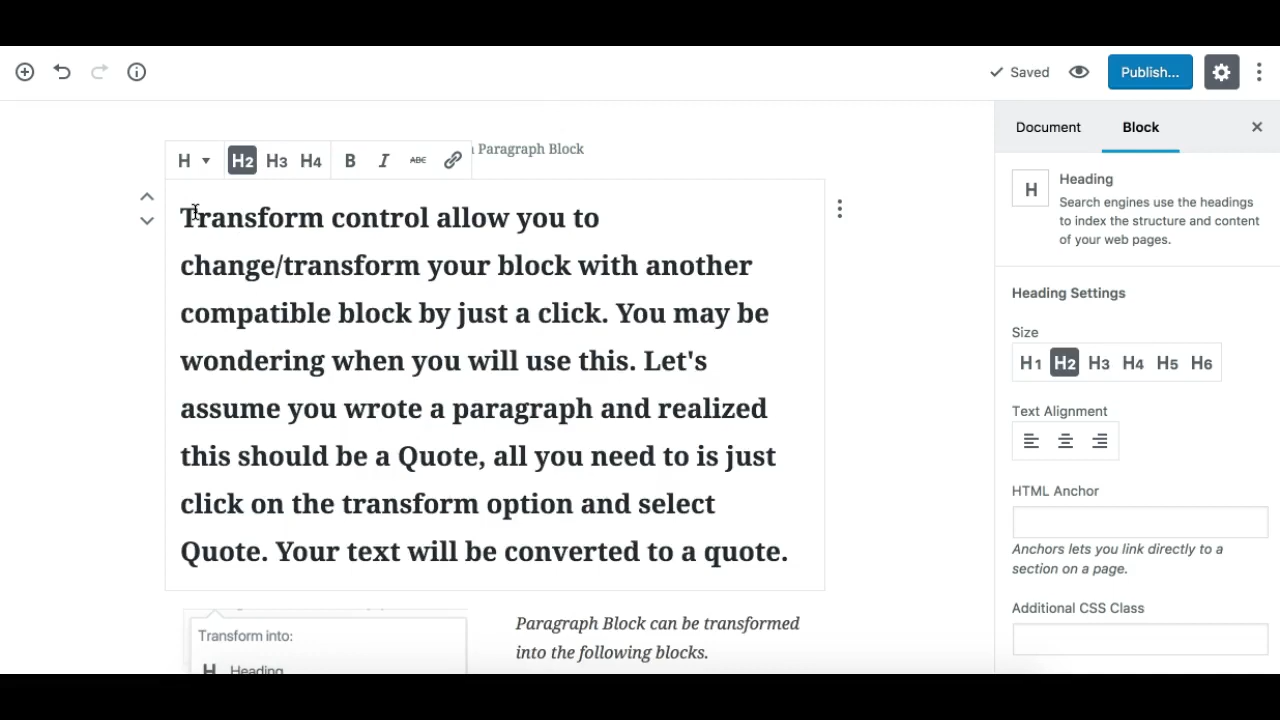 Saved
Publish...
Document
Block
Paragraph Block
H
H2
H3
H4
B
I
ABC
Transform control allow you to
change/transform your block with another
compatible block by just a click. You may be
wondering when you will use this. Let's
assume you wrote a paragraph and realized
this should be a Quote, all you need to is just
click on the transform option and select
Quote. Your text will be converted to a quote.
Transform into:
H Heading
Paragraph Block can be transformed
into the following blocks.
H
Heading
Search engines use the headings
to index the structure and content
of your web pages.
Heading Settings
Size
H1 H2 H3 H4 H5 H6
Text Alignment
HTML Anchor
Anchors lets you link directly to a
section on a page.
Additional CSS Class